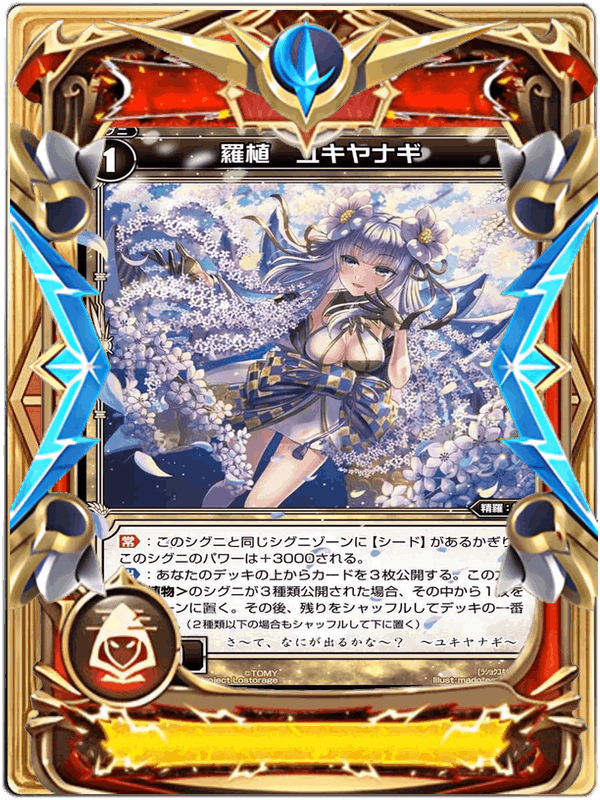 グニ
1
羅植 ユキヤナギ
精羅：
常：このシグニと同じシグニゾーンに【シード】があるかぎり
このシグニのパワーは＋3000される。
：あなたのデッキの上からカードを３枚公開する。この
植物＞のシグニが３種類公開された場合、その中から１枚を
ーンに置く。その後、残りをシャッフルしてデッキの一番
（２種類以下の場合もシャッフルして下に置く）
さ～て、なにが出るかな～？ ～ユキヤナギ～
©TOMY
roject Lostorage
Illust:mado*